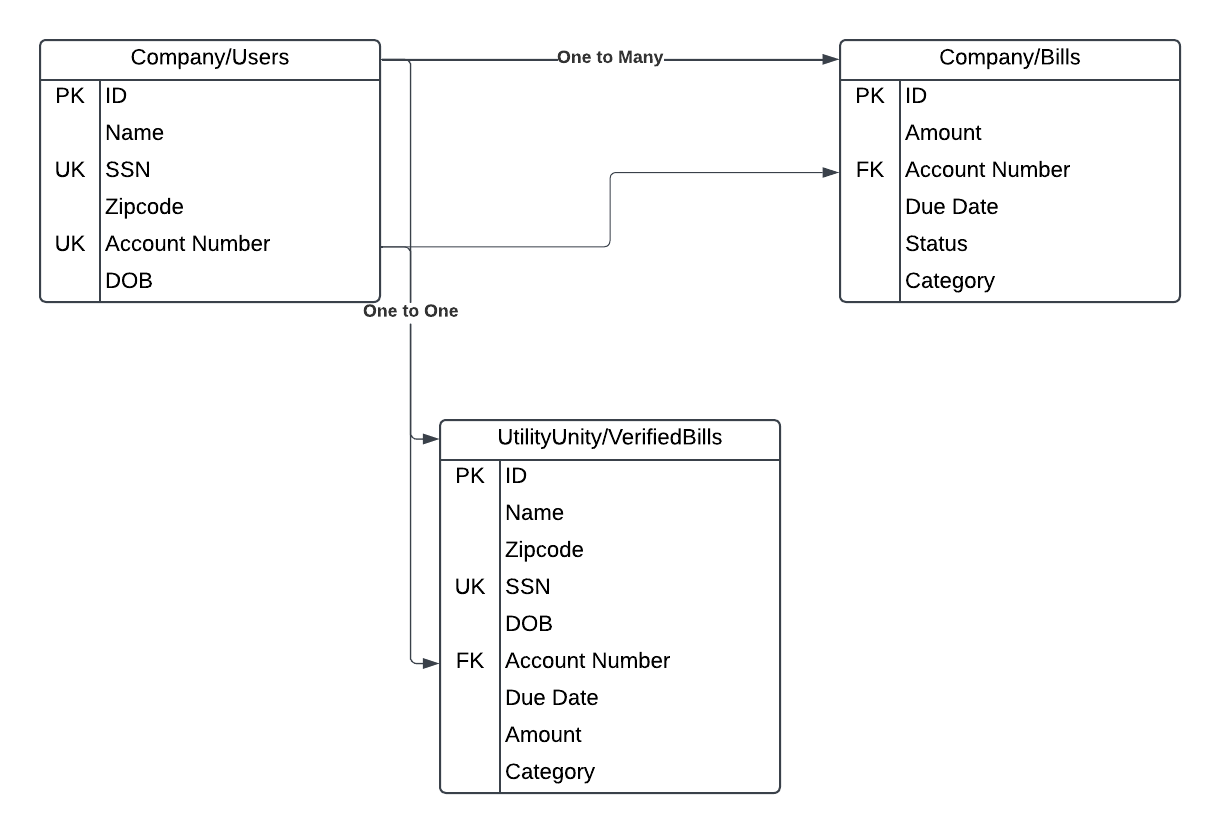 Company/Users
PK ID
Name
UK SSN
Zipcode
UK Account Number
DOB
One to Many
Company/Bills
PK ID
Amount
FK Account Number
Due Date
Status
Category
One to One
UtilityUnity/VerifiedBills
PK ID
Name
Zipcode
UK SSN
DOB
FK Account Number
Due Date
Amount
Category